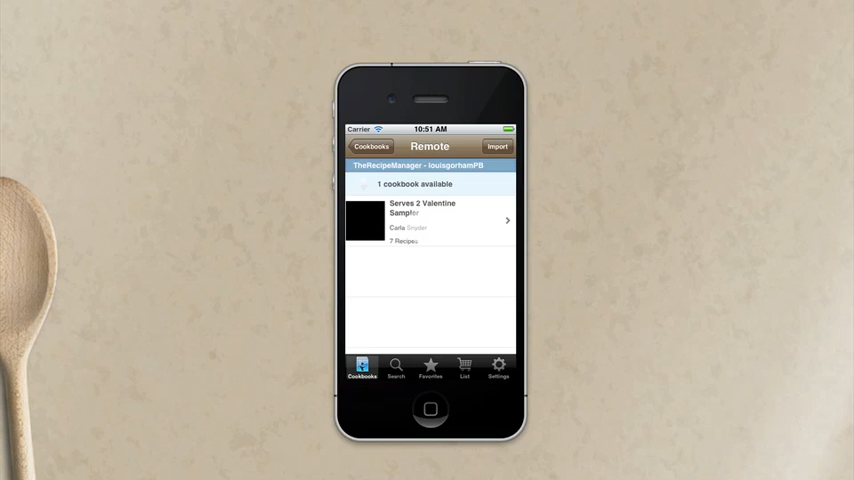 Carrier 10:51 AM
Cookbooks Remote Import
TheRecipeManager - louisgorhamPB
1 cookbook available
Serves 2 Valentine
Sampler
Carla Snyder
7 Recipes
Cookbooks Search Favorites List Settings